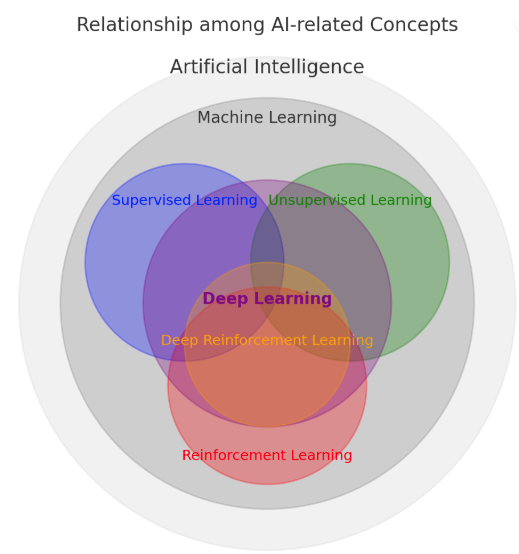 Relationship among AI-related Concepts
Artificial Intelligence
Machine Learning
Supervised Learning
Unsupervised Learning
Deep Learning
Deep Reinforcement Learning
Reinforcement Learning